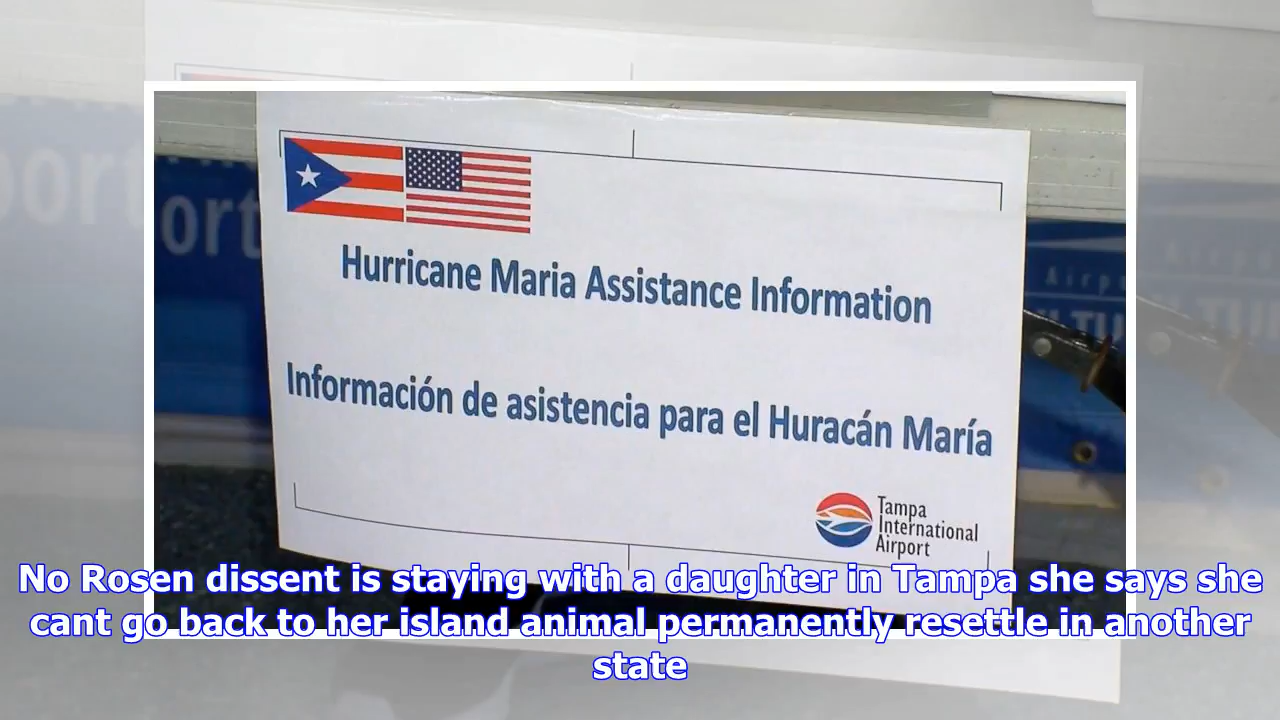 port
Hurricane Maria Assistance Information
Información de asistencia para el Huracán María
Tampa
International
Airport
No Rosen dissent is staying with a daughter in Tampa she says she
cant go back to her island animal permanently resettle in another
state